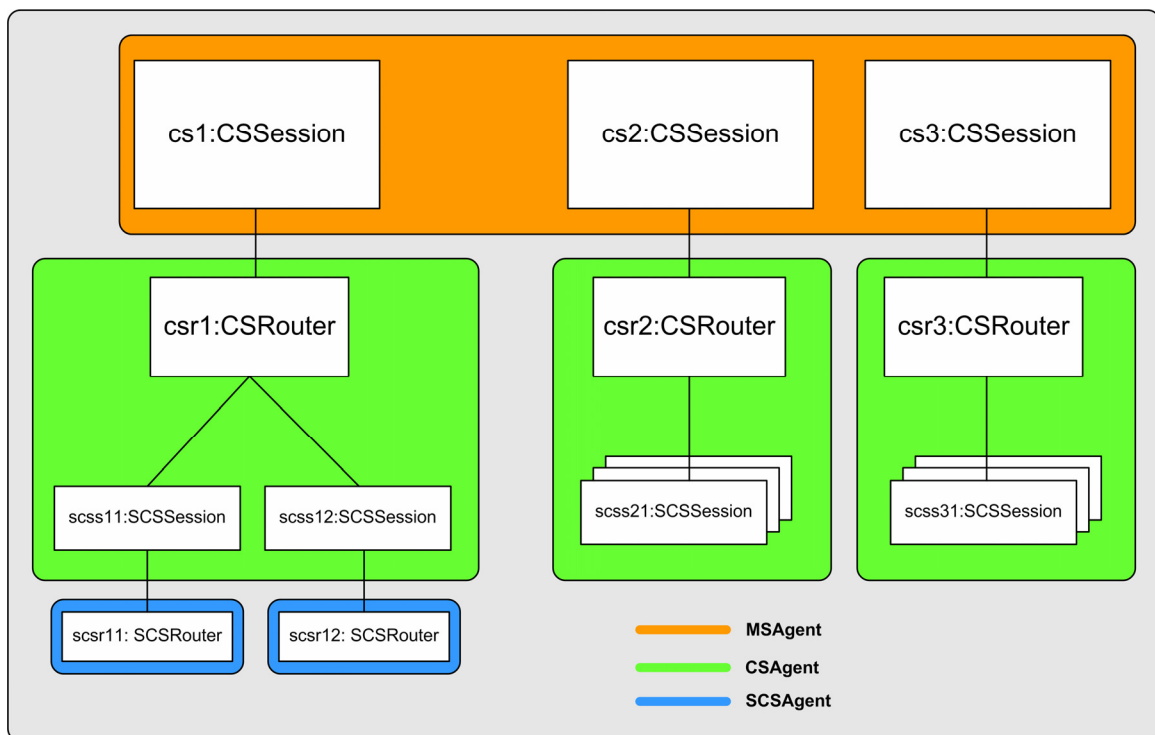 cs1:CSSession
cs2:CSSession
cs3:CSSession
csr1:CSRouter
csr2:CSRouter
csr3:CSRouter
scss11:SCSSession
scss12:SCSSession
scss21:SCSSession
scss31:SCSSession
scsr11: SCSRouter
scsr12: SCSRouter
MSAgent
CSAgent
SCSAgent